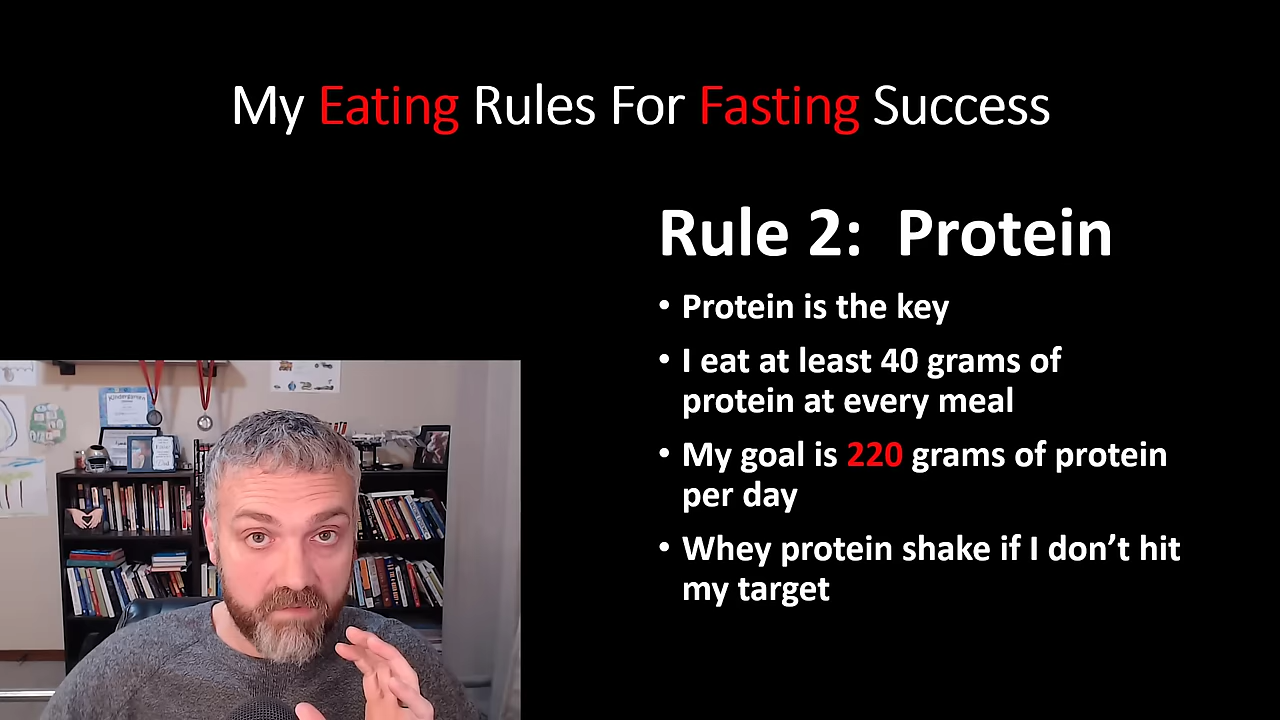 My Eating Rules For Fasting Success
Rule 2: Protein
• Protein is the key
• I eat at least 40 grams of
protein at every meal
• My goal is 220 grams of protein
per day
• Whey protein shake if I don’t hit
my target
Kindergarten